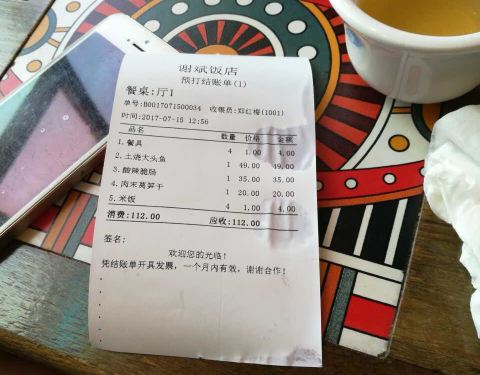 谢斌饭店
预打结账单(1)
餐桌:厅1
单号:B0017071500034 收银员:郑红梅(1001)
时间:2017-07-15 12:56
品名 数量 价格 金额
1.餐具 4 1.00 4.00
2.土烧大头鱼 1 49.00 49.00
3.酸辣脆肠 1 35.00 35.00
4.肉末莴笋干 1 20.00 20.00
5.米饭 4 1.00 4.00
消费:112.00 应收:112.00
签名:
欢迎您的光临!
凭结账单开具发票,一个月内有效,谢谢合作!